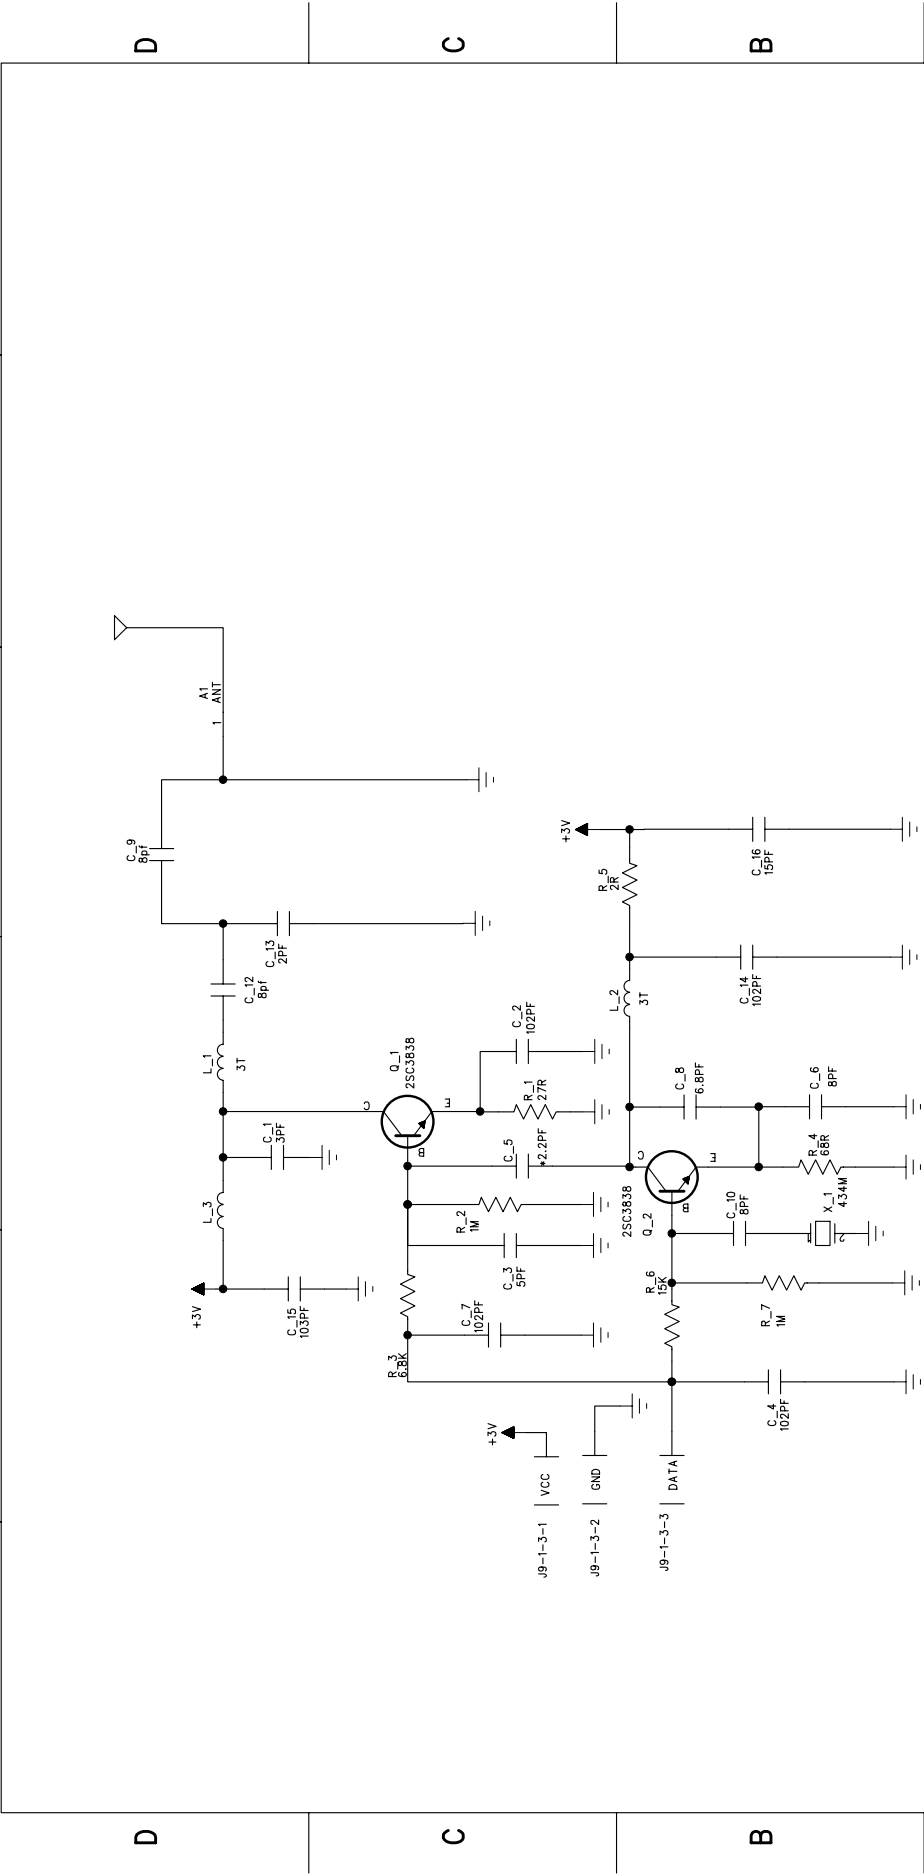 D
C
B
A1
ANT
1
C_9
8pf
C_12
8pf
C_13
2PF
L_1
3T
C_1
3PF
L_3
+3V
C_15
103PF
Q_1
2SC3838
C
B
E
C_2
102PF
R_1
27R
C_5
*2.2PF
R_2
1M
C_3
5PF
C_7
102PF
R_3
6.8K
+3V
R_5
2R
C_16
15PF
L_2
3T
C_14
102PF
C_8
6.8PF
C_6
8PF
R_4
68R
2SC3838
Q_2
C
B
E
C_10
8PF
X_1
434M
1
2
R_6
15K
R_7
1M
C_4
102PF
+3V
J9-1-3-1
VCC
J9-1-3-2
GND
J9-1-3-3
DATA
D
C
B